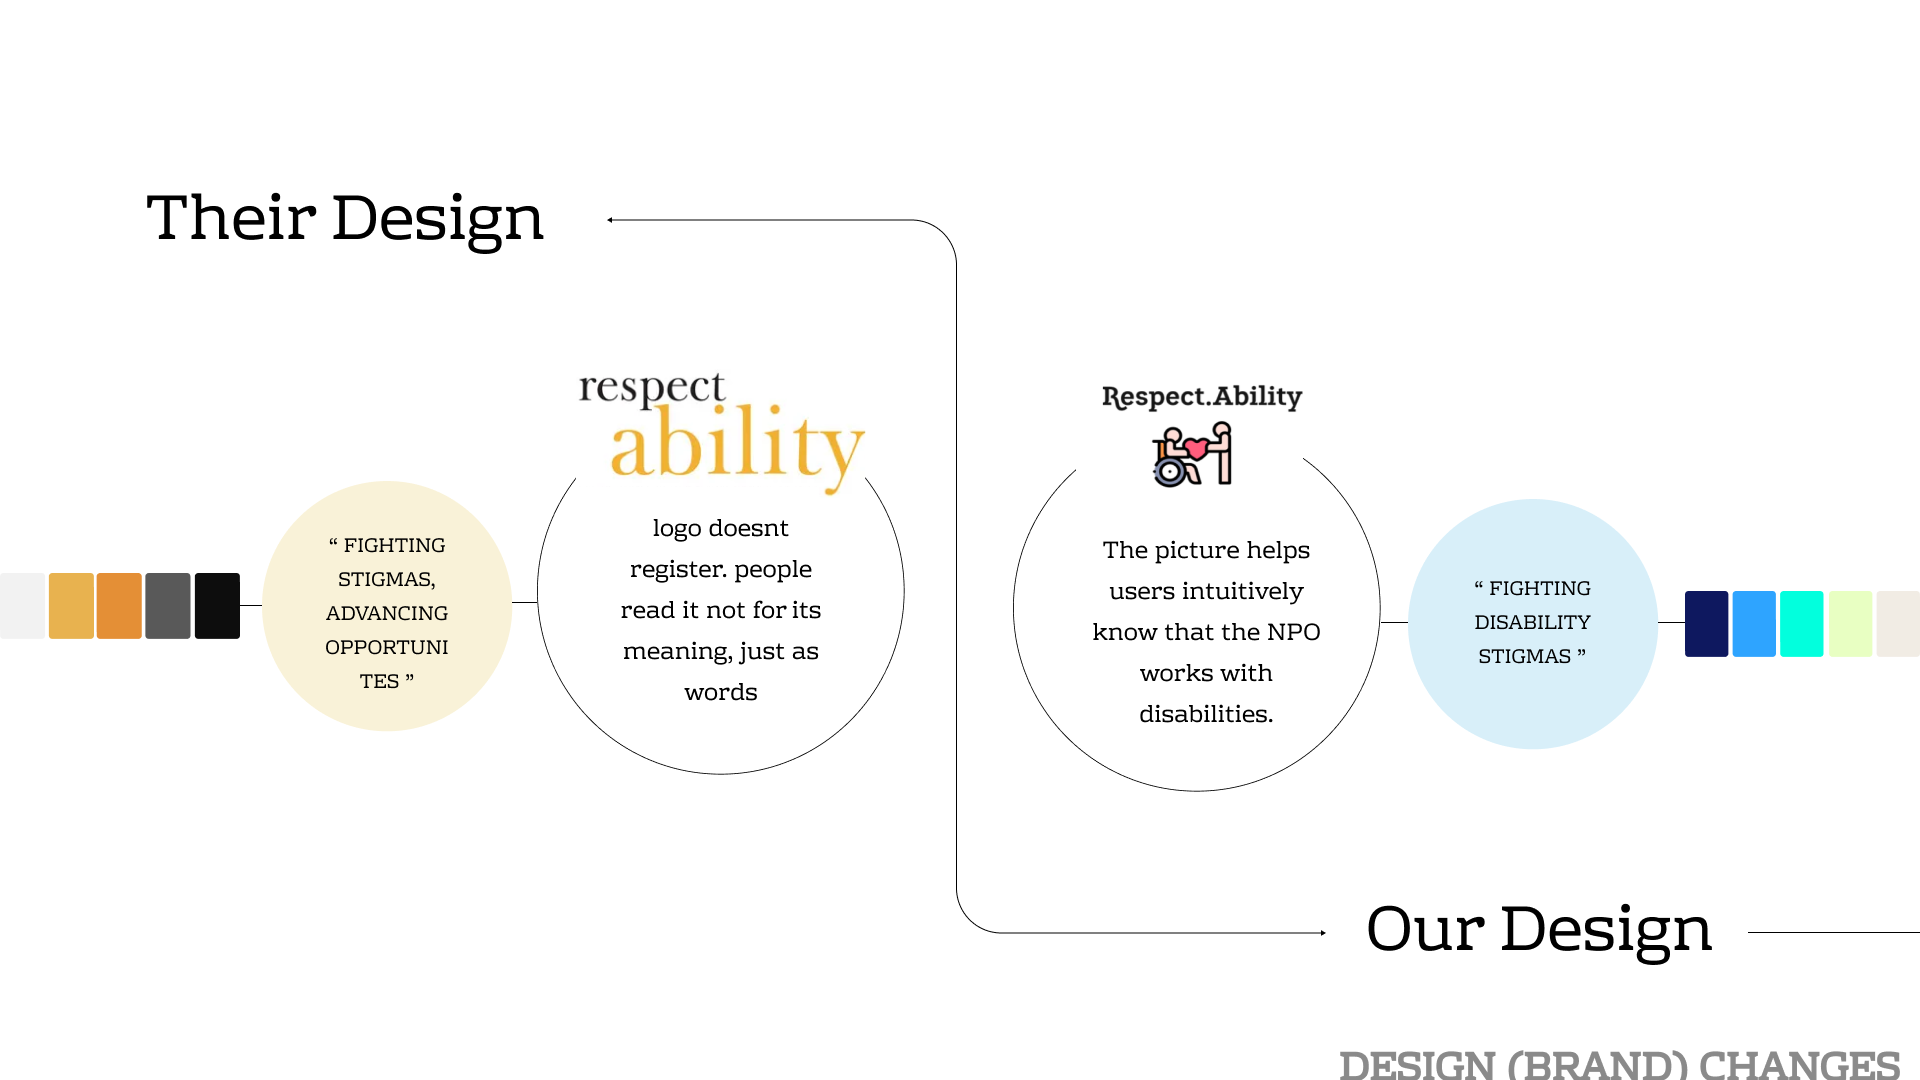 Their Design
respect
ability
logo doesnt
register. people
read it not for its
meaning, just as
words
“ FIGHTING
STIGMAS,
ADVANCING
OPPORTUNI
TES ”
Respect.Ability
The picture helps
users intuitively
know that the NPO
works with
disabilities.
“ FIGHTING
DISABILITY
STIGMAS ”
Our Design
DESIGN (BRAND) CHANGES